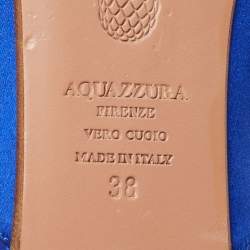 AQUAZZURA
FIRENZE
VERO CUOIO
MADE IN ITALY
38